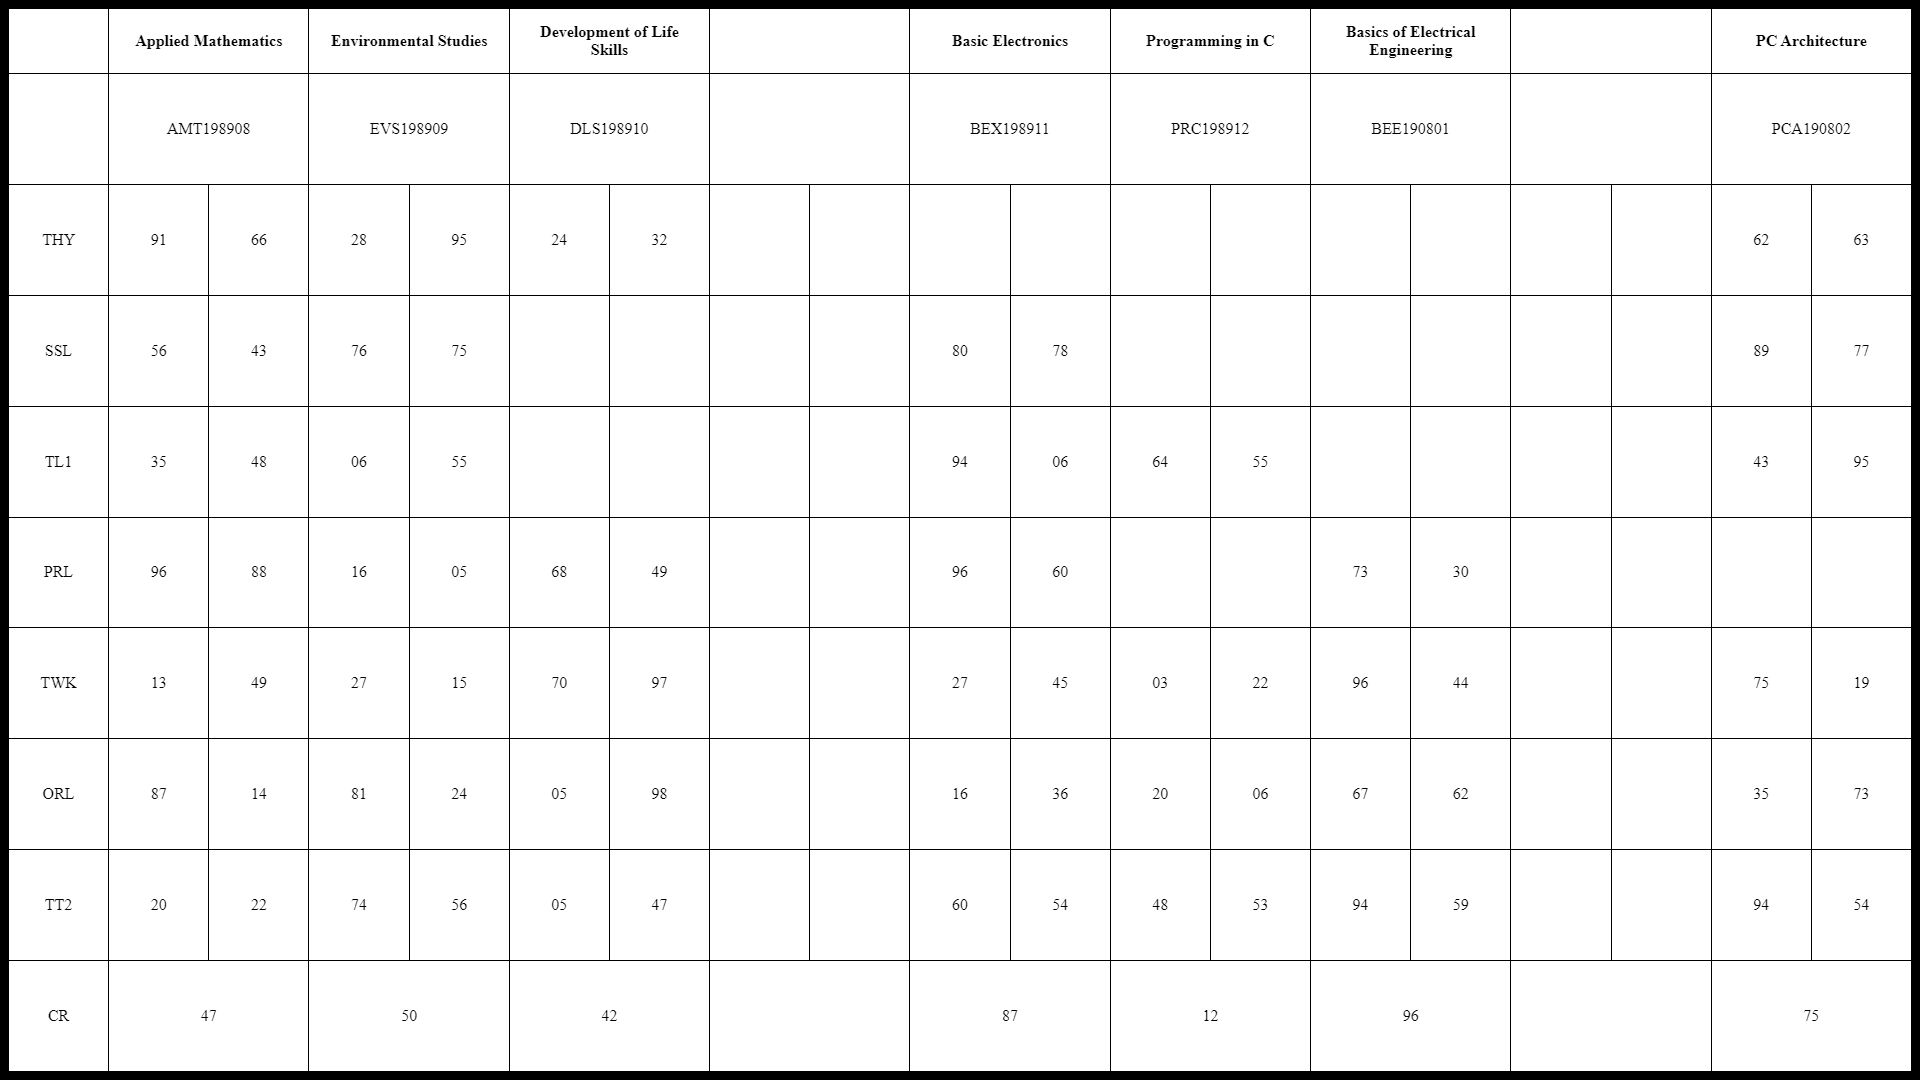 Applied Mathematics Environmental Studies Development of Life Skills Basic Electronics Programming in C Basics of Electrical Engineering PC Architecture
AMT198908 EVS198909 DLS198910 BEX198911 PRC198912 BEE190801 PCA190802
THY 91 66 28 95 24 32 62 63
SSL 56 43 76 75 80 78 89 77
TL1 35 48 06 55 94 06 64 55 43 95
PRL 96 88 16 05 68 49 96 60 73 30
TWK 13 49 27 15 70 97 27 45 03 22 96 44 75 19
ORL 87 14 81 24 05 98 16 36 20 06 67 62 35 73
TT2 20 22 74 56 05 47 60 54 48 53 94 59 94 54
CR 47 50 42 87 12 96 75